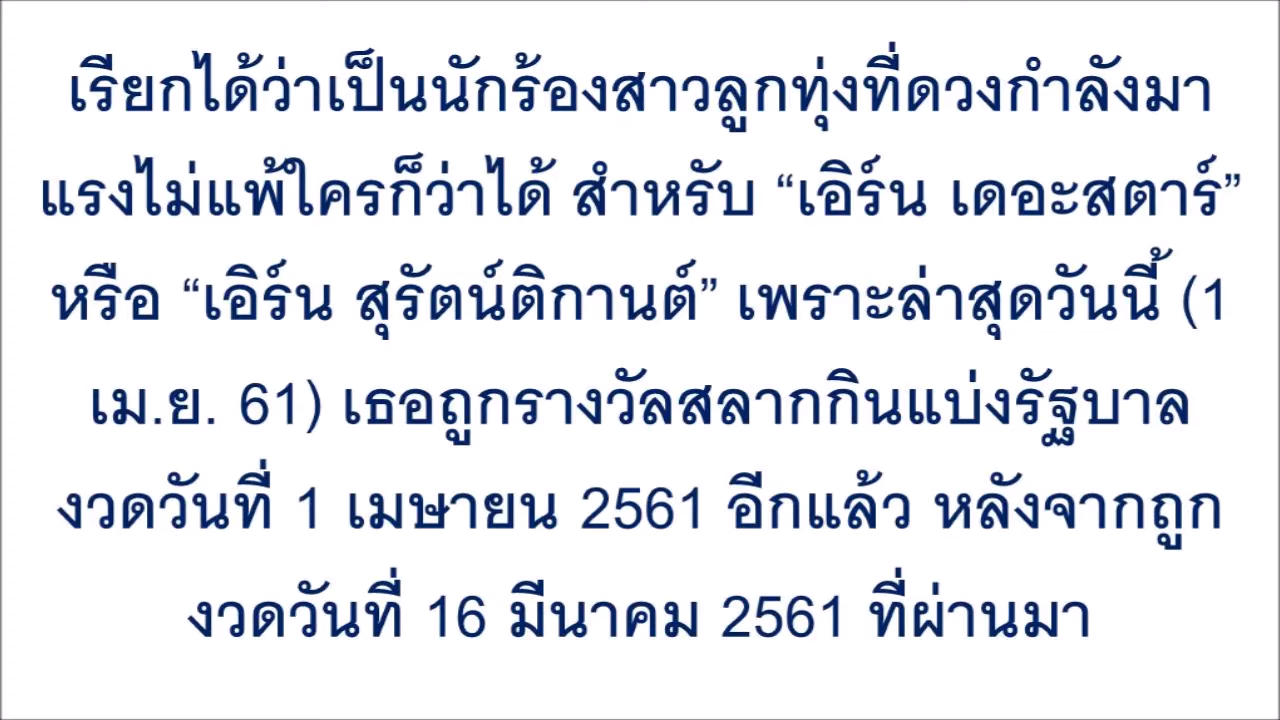 เรียกได้ว่าเป็นนักร้องสาวลูกทุ่งที่ดวงกำลังมา
แรงไม่แพ้ใครก็ว่าได้ สำหรับ “เอิร์น เดอะสตาร์”
หรือ “เอิร์น สุรัตน์ติกานต์” เพราะล่าสุดวันนี้ (1
เม.ย. 61) เธอถูกรางวัลสลากกินแบ่งรัฐบาล
งวดวันที่ 1 เมษายน 2561 อีกแล้ว หลังจากถูก
งวดวันที่ 16 มีนาคม 2561 ที่ผ่านมา